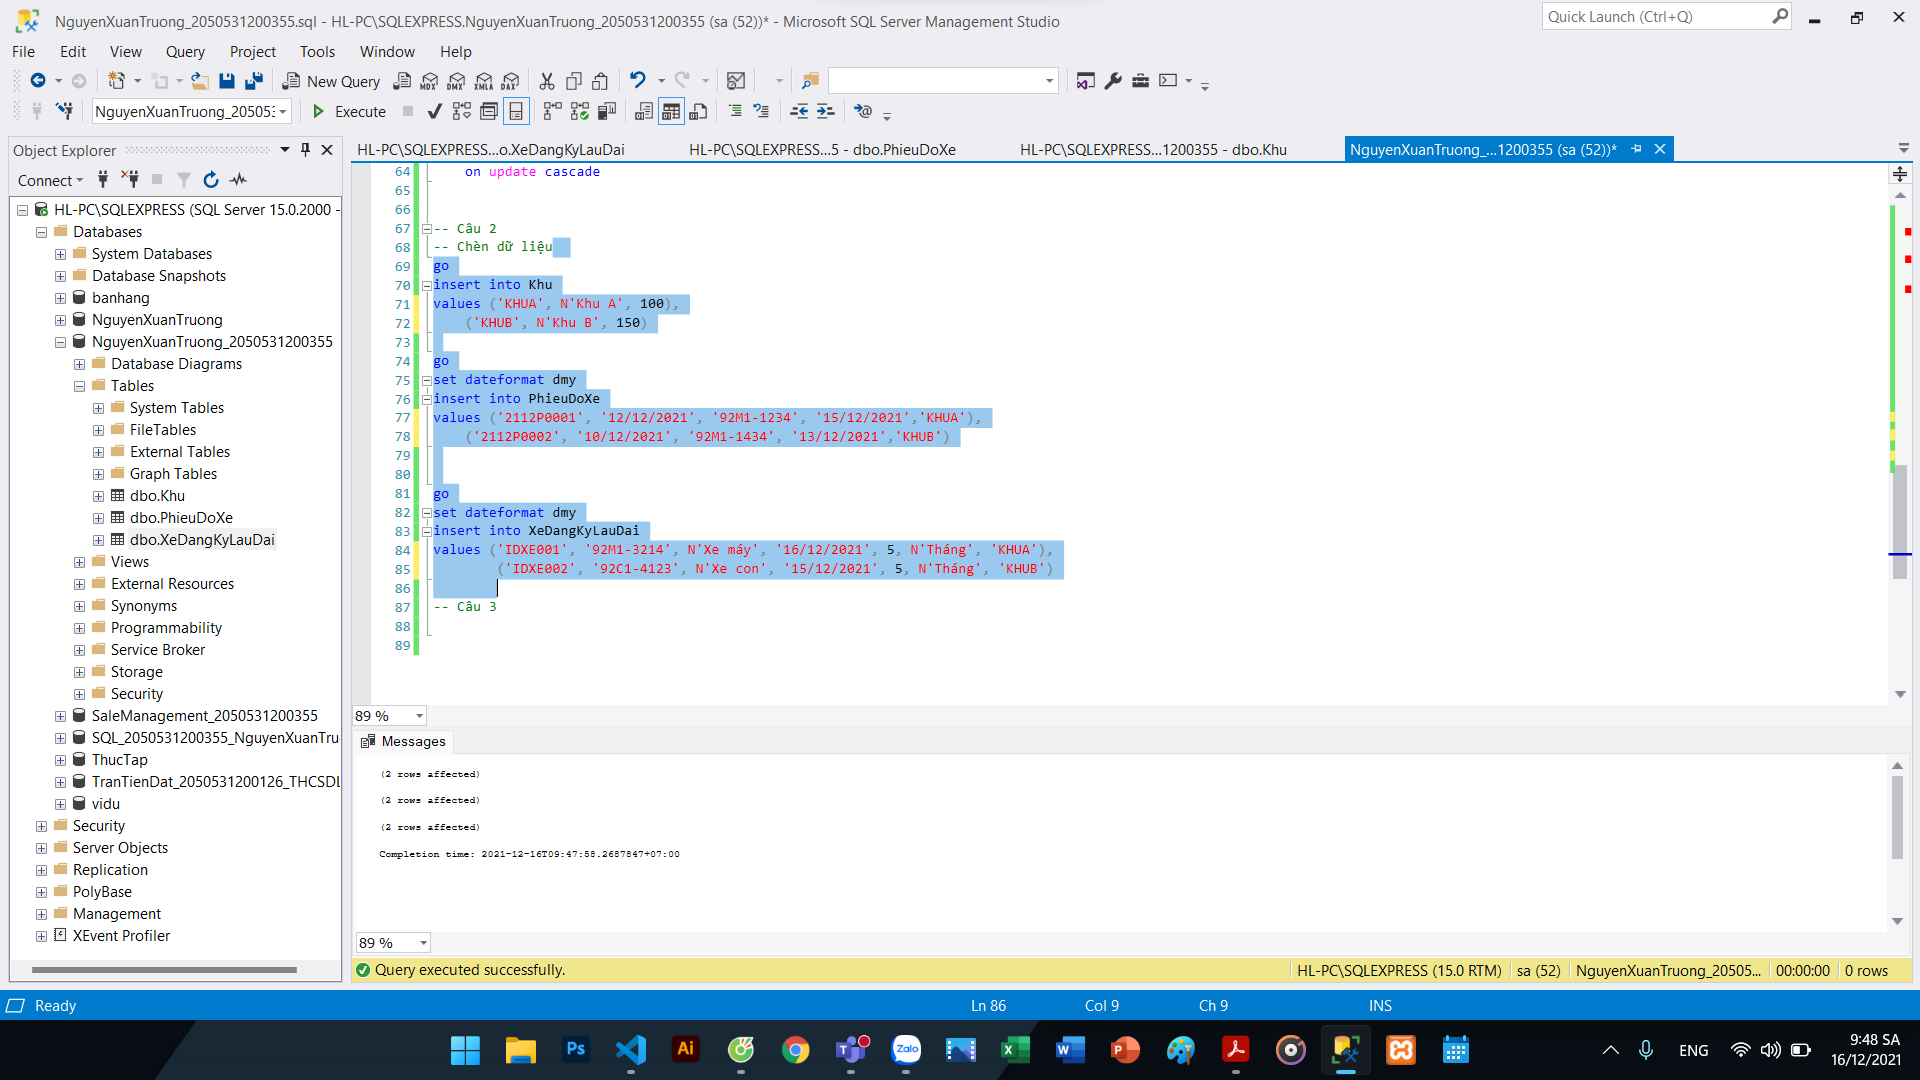 NguyenXuanTruong_2050531200355.sql - HL-PC\SQLEXPRESS.NguyenXuanTruong_2050531200355 (sa (52))* - Microsoft SQL Server Management Studio
Quick Launch (Ctrl+Q)
File Edit View Query Project Tools Window Help
New Query
MDX DMX XMLA DAX
NguyenXuanTruong_20505:
Execute
Object Explorer
HL-PC\SQLEXPRESS...o.XeDangKyLauDai
HL-PC\SQLEXPRESS...5 - dbo.PhieuDoXe
HL-PC\SQLEXPRESS...1200355 - dbo.Khu
NguyenXuanTruong_...1200355 (sa (52))*
Connect
HL-PC\SQLEXPRESS (SQL Server 15.0.2000 -
Databases
System Databases
Database Snapshots
banhang
NguyenXuanTruong
NguyenXuanTruong_2050531200355
Database Diagrams
Tables
System Tables
FileTables
External Tables
Graph Tables
dbo.Khu
dbo.PhieuDoXe
dbo.XeDangKyLauDai
Views
External Resources
Synonyms
Programmability
Service Broker
Storage
Security
SaleManagement_2050531200355
SQL_2050531200355_NguyenXuanTru
ThucTap
TranTienDat_2050531200126_THCSDL
vidu
Security
Server Objects
Replication
PolyBase
Management
XEvent Profiler
64 on update cascade
65
66
67 -- Câu 2
68 -- Chèn dữ liệu
69 go
70 insert into Khu
71 values ('KHUA', N'Khu A', 100),
72 ('KHUB', N'Khu B', 150)
73
74 go
75 set dateformat dmy
76 insert into PhieuDoXe
77 values ('2112P0001', '12/12/2021', '92M1-1234', '15/12/2021','KHUA'),
78 ('2112P0002', '10/12/2021', '92M1-1434', '13/12/2021','KHUB')
79
80
81 go
82 set dateformat dmy
83 insert into XeDangKyLauDai
84 values ('IDXE001', '92M1-3214', N'Xe máy', '16/12/2021', 5, N'Tháng', 'KHUA'),
85 ('IDXE002', '92C1-4123', N'Xe con', '15/12/2021', 5, N'Tháng', 'KHUB')
86
87 -- Câu 3
88
89
89 %
Messages
(2 rows affected)
(2 rows affected)
(2 rows affected)
Completion time: 2021-12-16T09:47:58.2687847+07:00
89 %
Query executed successfully.
HL-PC\SQLEXPRESS (15.0 RTM) sa (52) NguyenXuanTruong_20505... 00:00:00 0 rows
Ready Ln 86 Col 9 Ch 9 INS
Ps Ai Zalo
ENG
9:48 SA
16/12/2021